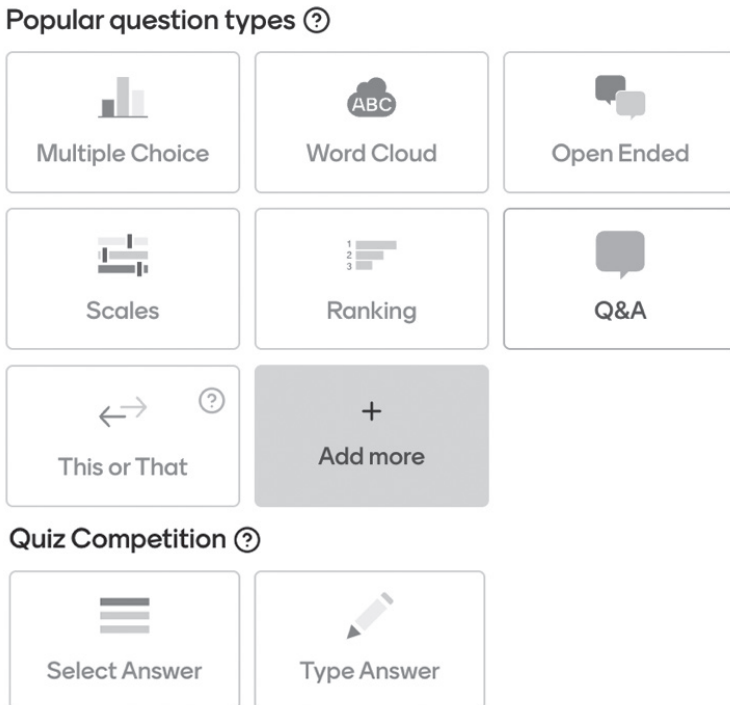 Popular question types ?
ABC
Multiple Choice
Word Cloud
Open Ended
1
2
3
Scales
Ranking
Q&A
?
This or That
+
Add more
Quiz Competition ?
Select Answer
Type Answer